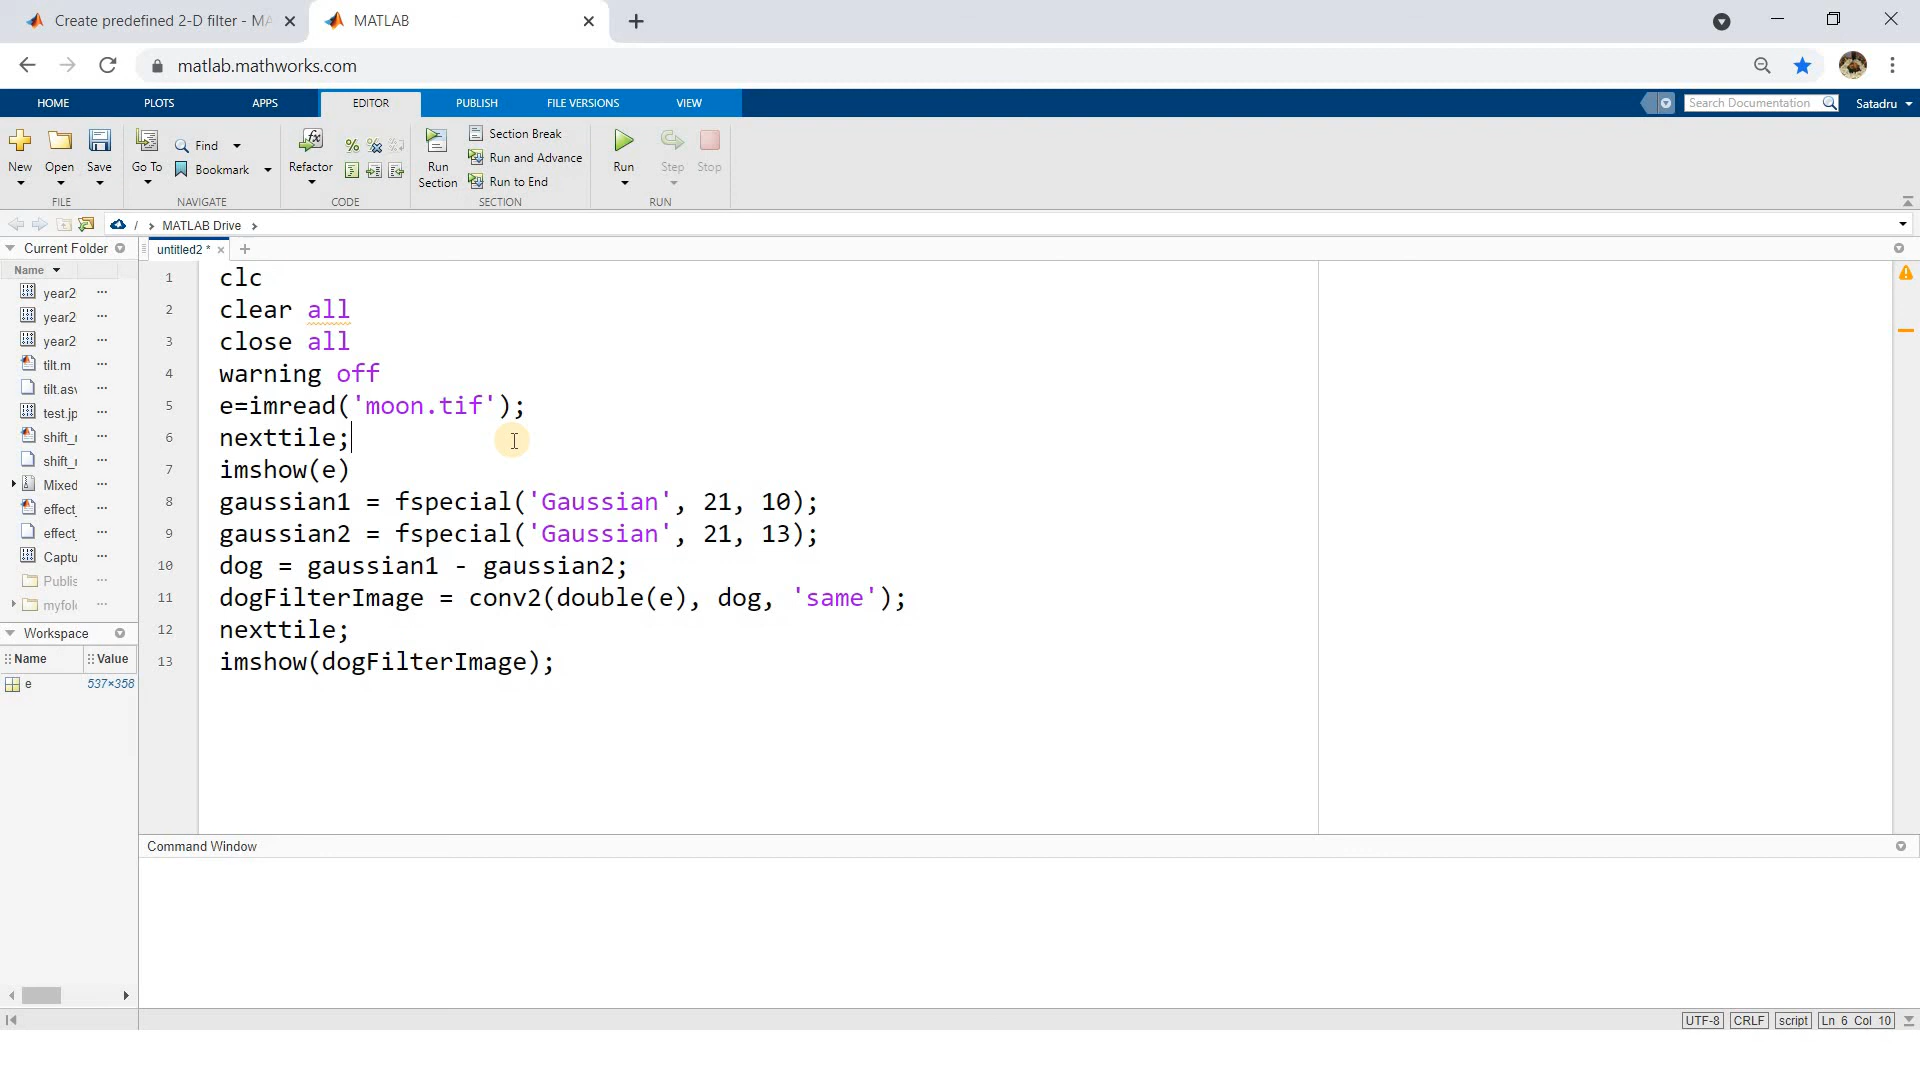 Create predefined 2-D filter - MA
MATLAB
matlab.mathworks.com
HOME PLOTS APPS EDITOR PUBLISH FILE VERSIONS VIEW
Search Documentation
Satadru
New
Open
Save
Go To
Find
Bookmark
Refactor
Run Section
Section Break
Run and Advance
Run to End
Run
Step
Stop
FILE NAVIGATE CODE SECTION RUN
/ MATLAB Drive
Current Folder
untitled2 *
Name
year2
year2
year2
tilt.m
tilt.asv
test.jp
shift_r
shift_r
Mixed
effect_
effect_
Captu
Publis
myfol
1 clc
2 clear all
3 close all
4 warning off
5 e=imread('moon.tif');
6 nexttile;
7 imshow(e)
8 gaussian1 = fspecial('Gaussian', 21, 10);
9 gaussian2 = fspecial('Gaussian', 21, 13);
10 dog = gaussian1 - gaussian2;
11 dogFilterImage = conv2(double(e), dog, 'same');
12 nexttile;
13 imshow(dogFilterImage);
Workspace
Name Value
e 537×358
Command Window
UTF-8 CRLF script Ln 6 Col 10